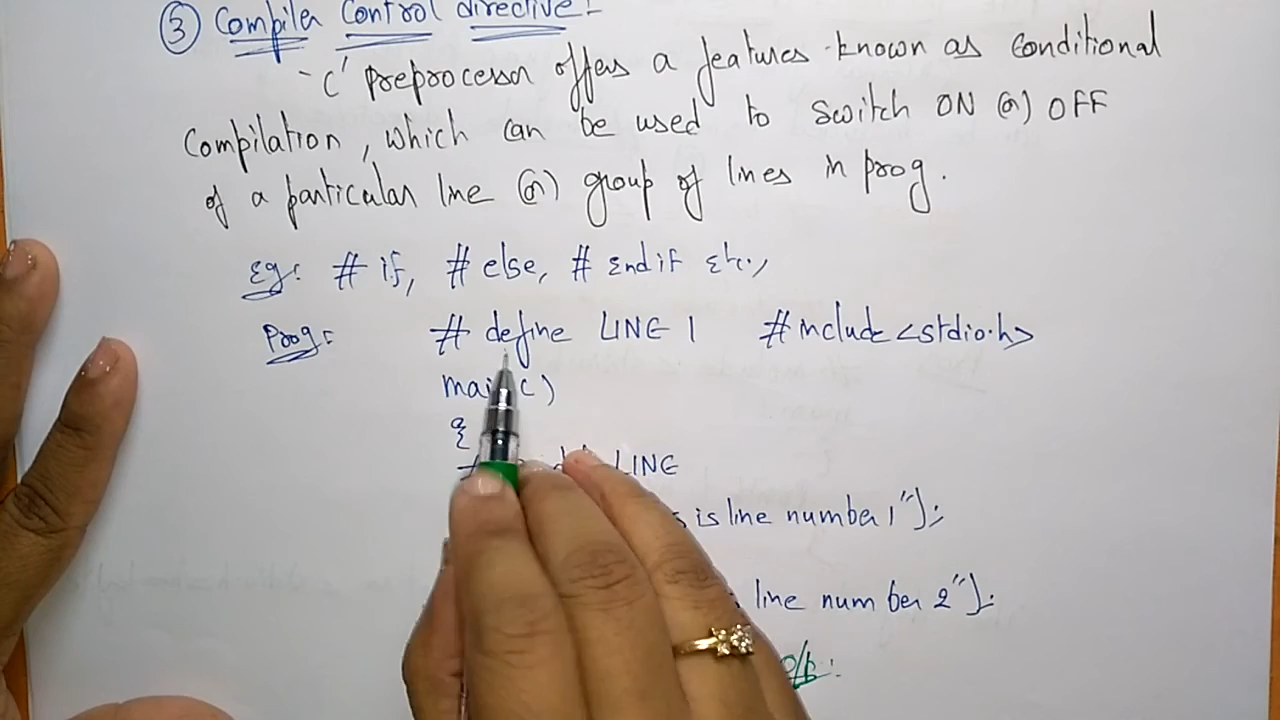 ③ Compiler Control directive:-
- 'C' Preprocessor offers a features known as Conditional
Compilation, which can be used to switch ON (or) OFF
of a particular line (or) group of lines in prog.
Eg: # if, # else, # Endif Etc.,
Prog: # define LINE 1 #include <stdio.h>
main()
{
LINE
is line number 1");
line number 2");
o/p: